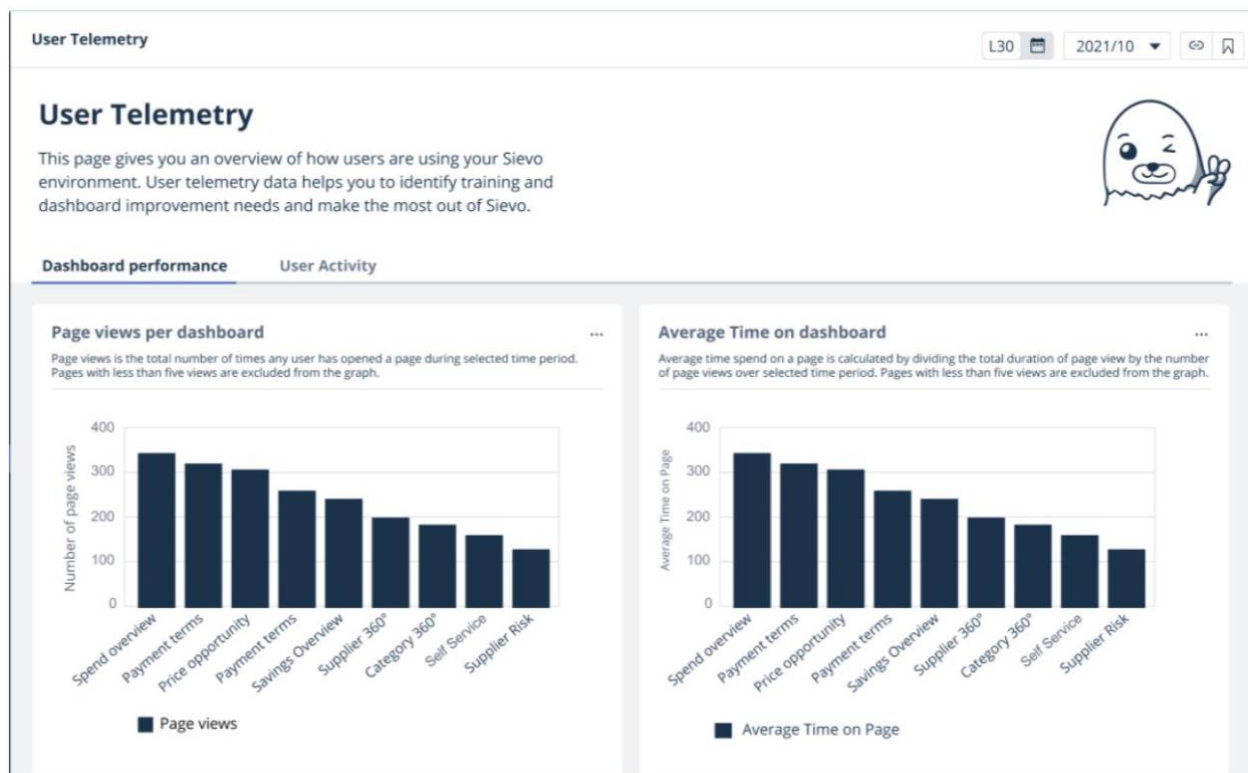 User Telemetry
L30
2021/10
User Telemetry
This page gives you an overview of how users are using your Sievo
environment. User telemetry data helps you to identify training and
dashboard improvement needs and make the most out of Sievo.
Dashboard performance
User Activity
Page views per dashboard
...
Page views is the total number of times any user has opened a page during selected time period.
Pages with less than five views are excluded from the graph.
Number of page views
400
300
200
100
0
Spend overview
Payment terms
Price opportunity
Payment terms
Savings Overview
Supplier 360°
Category 360°
Self Service
Supplier Risk
Page views
Average Time on dashboard
...
Average time spend on a page is calculated by dividing the total duration of page view by the number
of page views over selected time period. Pages with less than five views are excluded from the graph.
Average Time on Page
400
300
200
100
0
Spend overview
Payment terms
Price opportunity
Payment terms
Savings Overview
Supplier 360°
Category 360°
Self Service
Supplier Risk
Average Time on Page